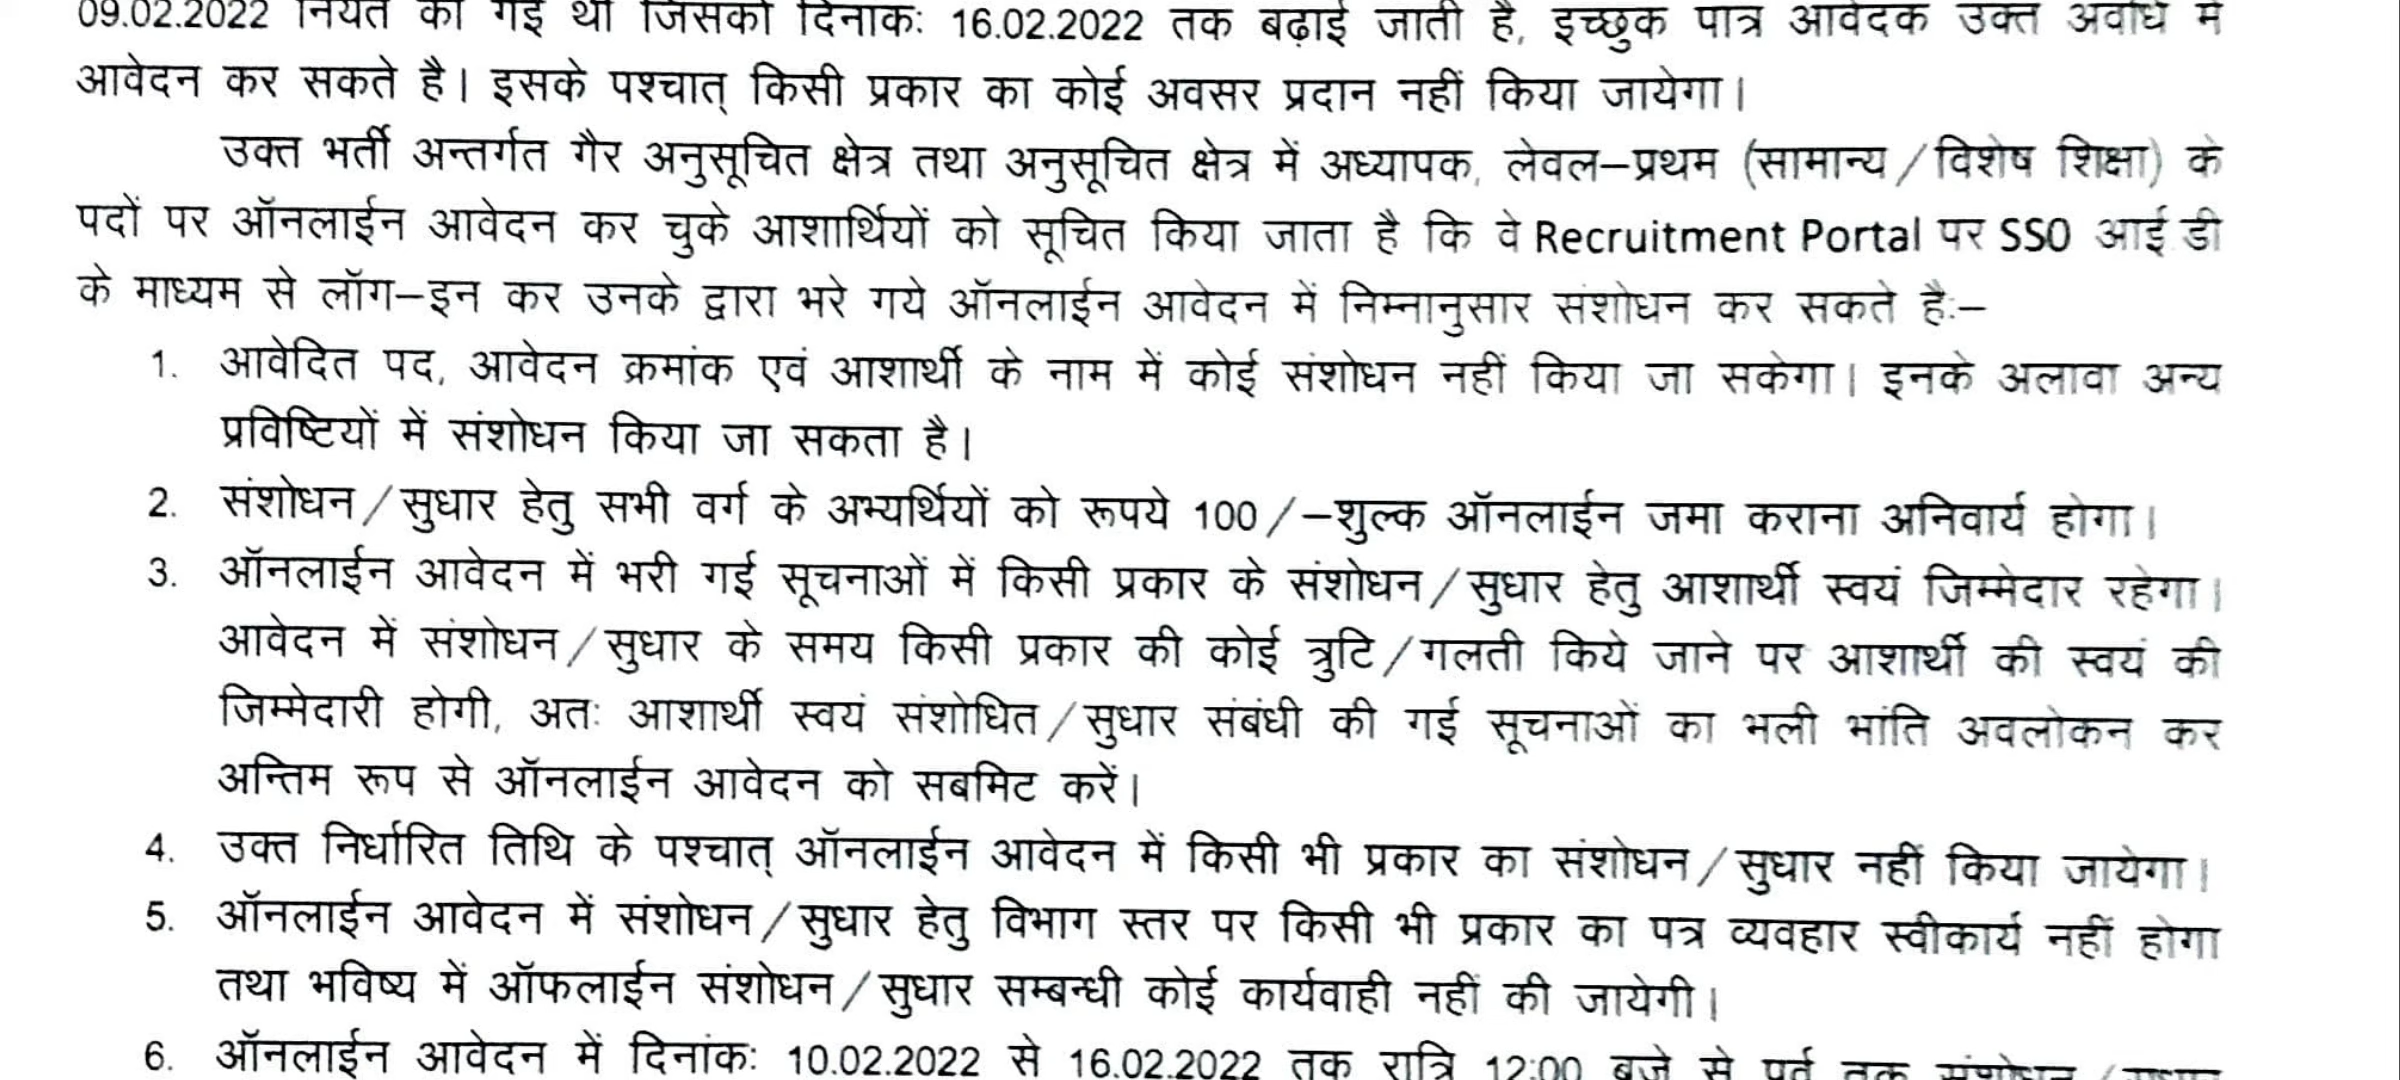 09.02.2022 नियत की गई थी जिसको दिनांक: 16.02.2022 तक बढ़ाई जाती है, इच्छुक पात्र आवेदक उक्त अवधि में
आवेदन कर सकते है। इसके पश्चात् किसी प्रकार का कोई अवसर प्रदान नहीं किया जायेगा।
उक्त भर्ती अन्तर्गत गैर अनुसूचित क्षेत्र तथा अनुसूचित क्षेत्र में अध्यापक, लेवल–प्रथम (सामान्य/विशेष शिक्षा) के
पदों पर ऑनलाईन आवेदन कर चुके आशार्थियों को सूचित किया जाता है कि वे Recruitment Portal पर SSO आई डी
के माध्यम से लॉग–इन कर उनके द्वारा भरे गये ऑनलाईन आवेदन में निम्नानुसार संशोधन कर सकते है:–
1. आवेदित पद, आवेदन क्रमांक एवं आशार्थी के नाम में कोई संशोधन नहीं किया जा सकेगा। इनके अलावा अन्य
प्रविष्टियों में संशोधन किया जा सकता है।
2. संशोधन/सुधार हेतु सभी वर्ग के अभ्यर्थियों को रूपये 100/–शुल्क ऑनलाईन जमा कराना अनिवार्य होगा।
3. ऑनलाईन आवेदन में भरी गई सूचनाओं में किसी प्रकार के संशोधन/सुधार हेतु आशार्थी स्वयं जिम्मेदार रहेगा।
आवेदन में संशोधन/सुधार के समय किसी प्रकार की कोई त्रुटि/गलती किये जाने पर आशार्थी की स्वयं की
जिम्मेदारी होगी, अतः आशार्थी स्वयं संशोधित/सुधार संबंधी की गई सूचनाओं का भली भांति अवलोकन कर
अन्तिम रूप से ऑनलाईन आवेदन को सबमिट करें।
4. उक्त निर्धारित तिथि के पश्चात् ऑनलाईन आवेदन में किसी भी प्रकार का संशोधन/सुधार नहीं किया जायेगा।
5. ऑनलाईन आवेदन में संशोधन/सुधार हेतु विभाग स्तर पर किसी भी प्रकार का पत्र व्यवहार स्वीकार्य नहीं होगा
तथा भविष्य में ऑफलाईन संशोधन/सुधार सम्बन्धी कोई कार्यवाही नहीं की जायेगी।
6. ऑनलाईन आवेदन में दिनांक: 10.02.2022 से 16.02.2022 तक रात्रि 12:00 बजे से पूर्व तक संशोधन/सुधार